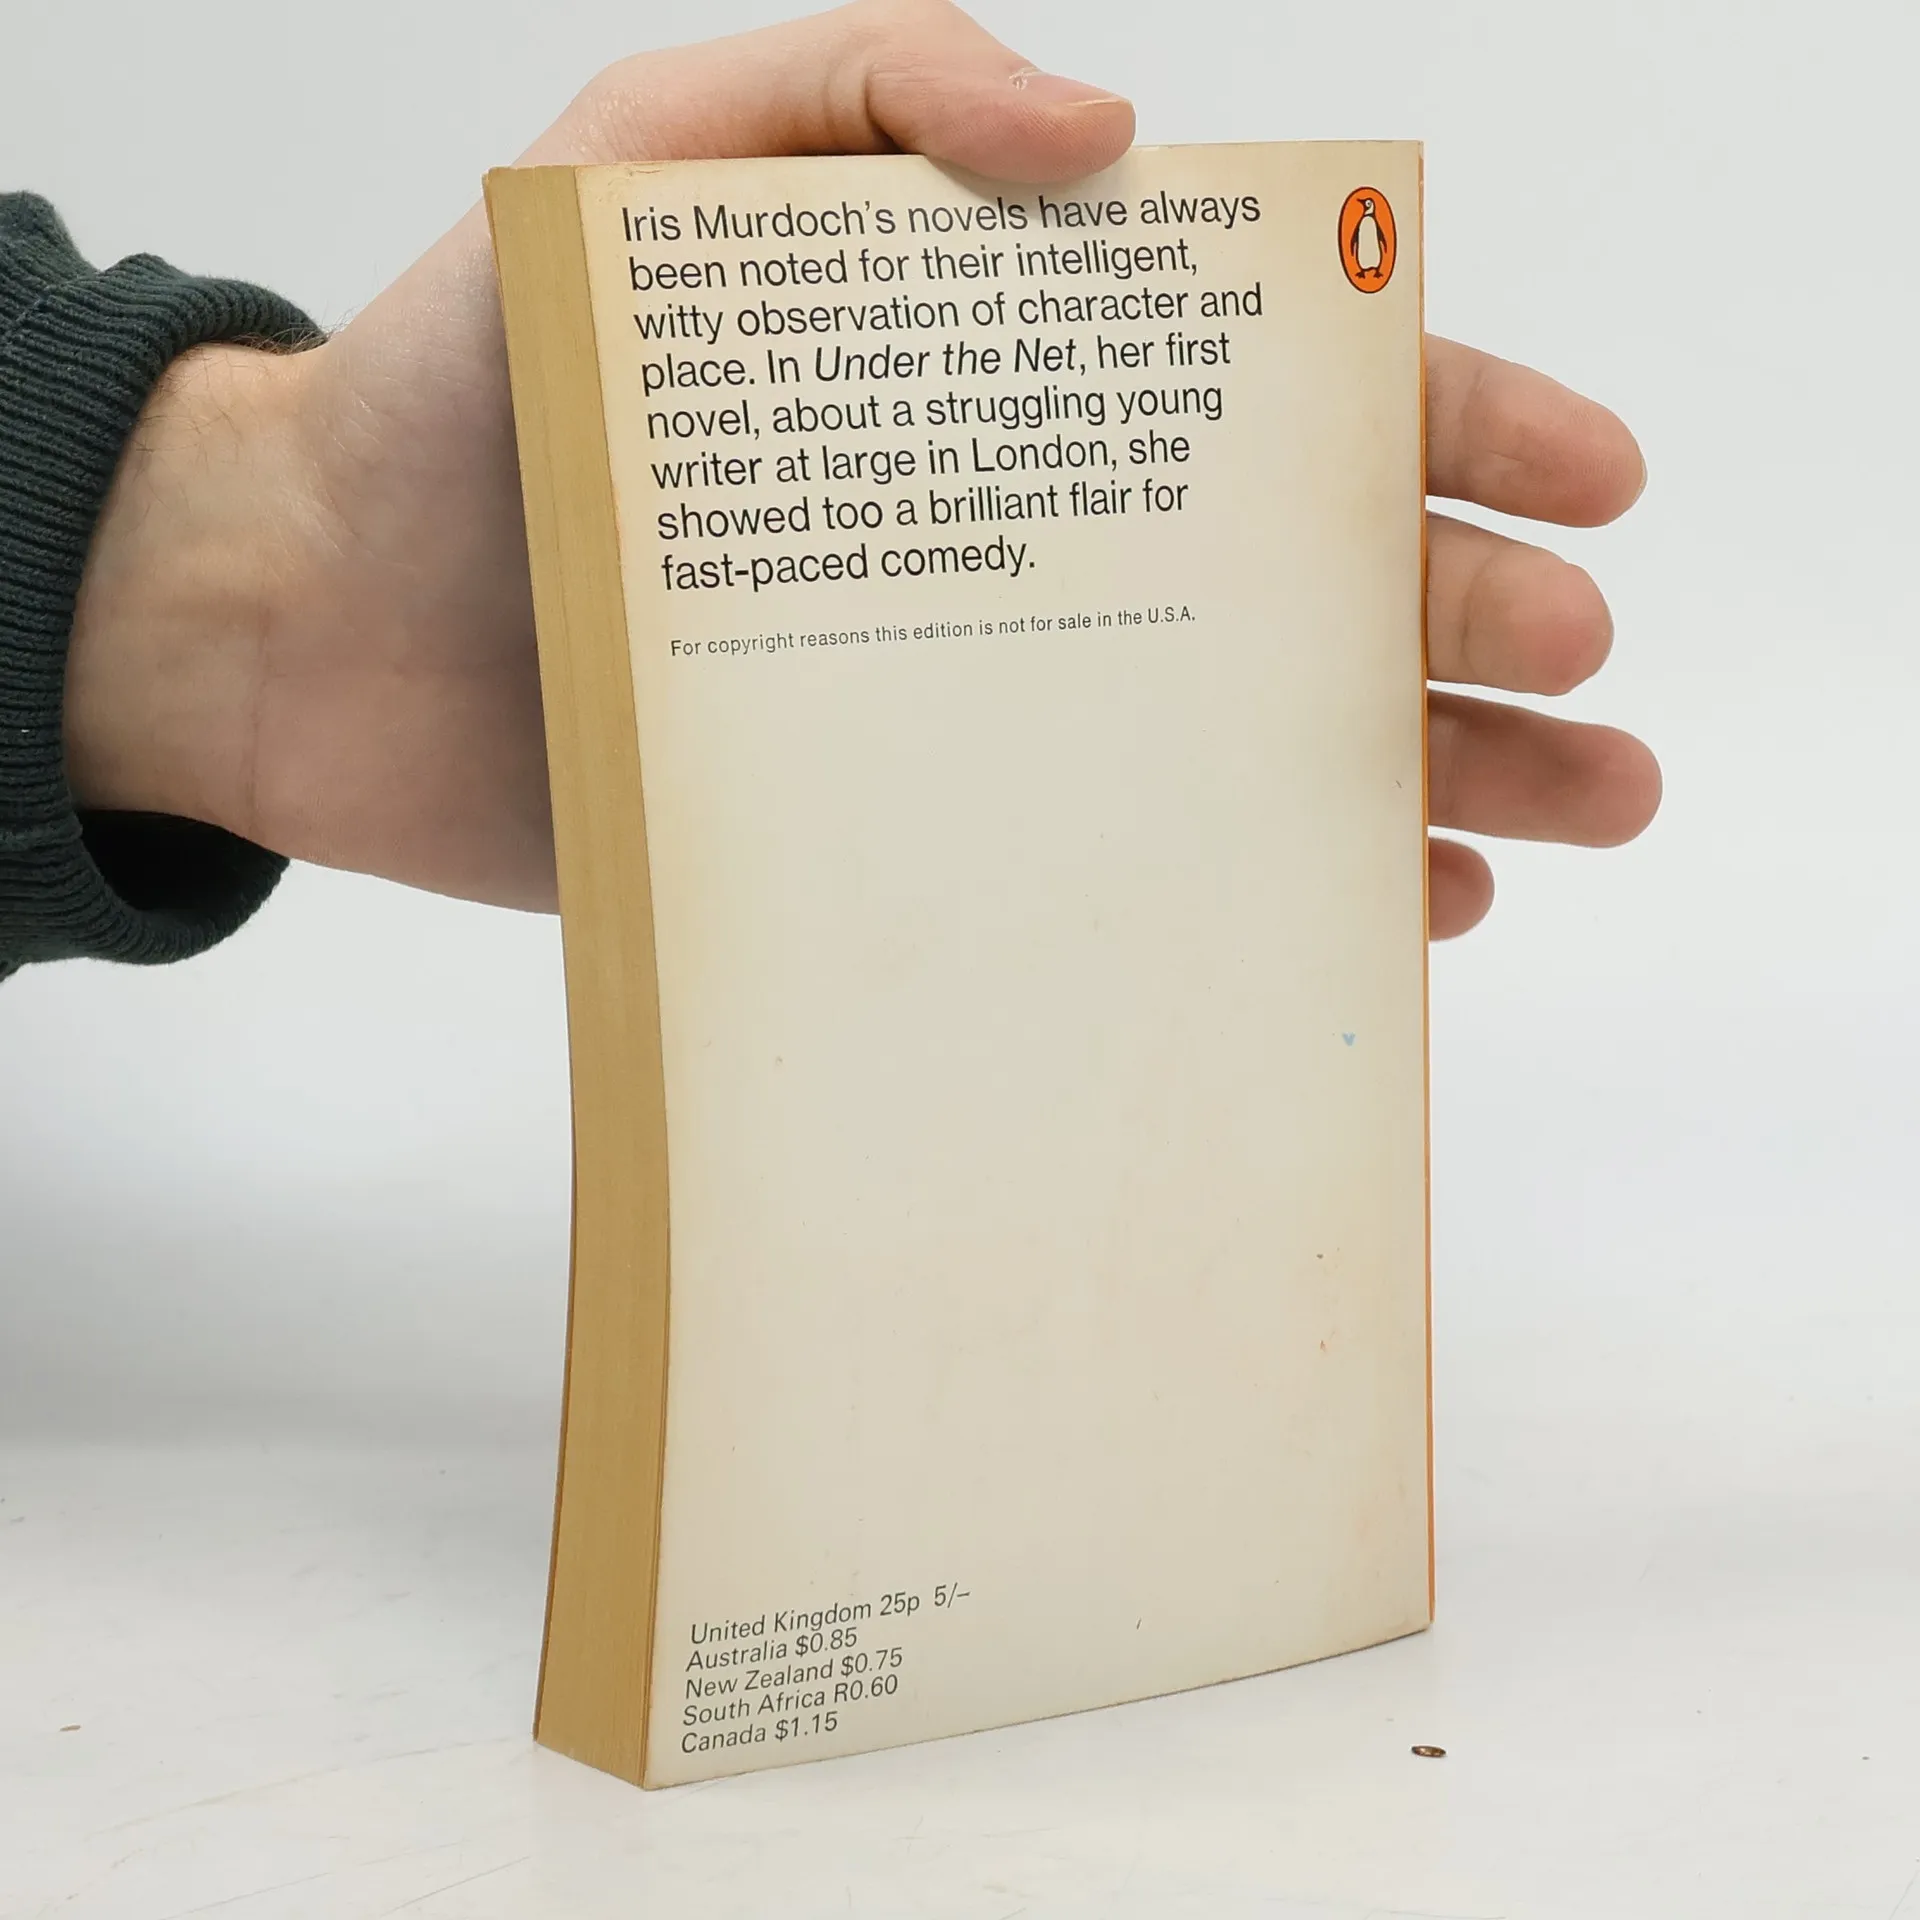 Iris Murdoch's novels have always
been noted for their intelligent,
witty observation of character and
place. In Under the Net, her first
novel, about a struggling young
writer at large in London, she
showed too a brilliant flair for
fast-paced comedy.
For copyright reasons this edition is not for sale in the U.S.A.
United Kingdom 25p 5/–
Australia $0.85
New Zealand $0.75
South Africa R0.60
Canada $1.15